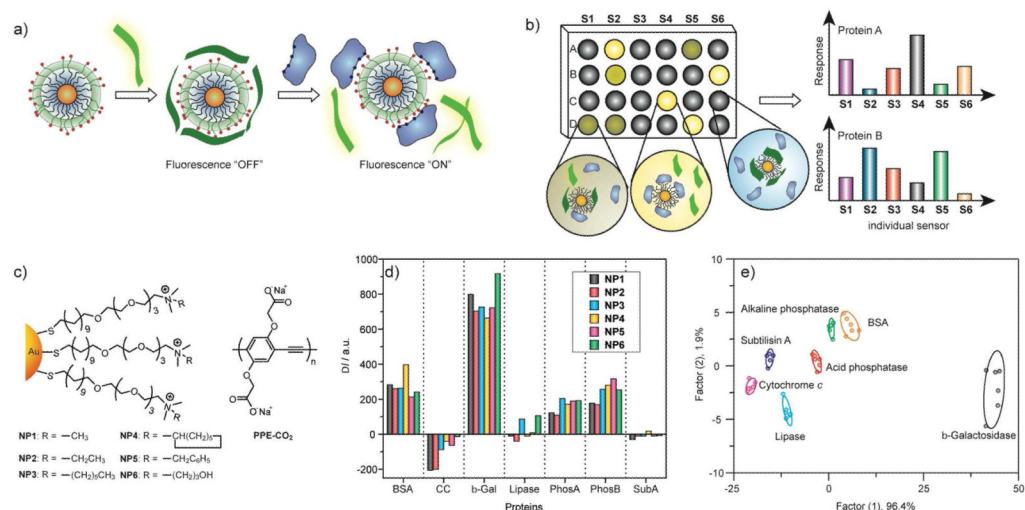 a)
Fluorescence "OFF"
Fluorescence "ON"
b)
S1 S2 S3 S4 S5 S6
A
B
C
D
Protein A
Response
S1 S2 S3 S4 S5 S6
Protein B
Response
S1 S2 S3 S4 S5 S6
individual sensor
c)
Au
S
9
O
3
N
R
S
9
O
3
N
R
S
9
O
3
N
R
O⁻Na⁺
O
O
n
O
O
O⁻Na⁺
PPE-CO₂
NP1: R = —CH₃
NP2: R = —CH₂CH₃
NP3: R = —(CH₂)₅CH₃
NP4: R = —CH(CH₂)₅
NP5: R = —CH₂C₆H₅
NP6: R = —(CH₂)₃OH
d)
DI / a.u.
800
600
400
200
0
-200
NP1
NP2
NP3
NP4
NP5
NP6
BSA CC b-Gal Lipase PhosA PhosB SubA
Proteins
e)
Factor (2), 1.9%
10
5
0
-5
-10
Alkaline phosphatase
BSA
Subtilisin A
Acid phosphatase
Cytochrome c
Lipase
b-Galactosidase
-25 0 25 50
Factor (1), 96.4%